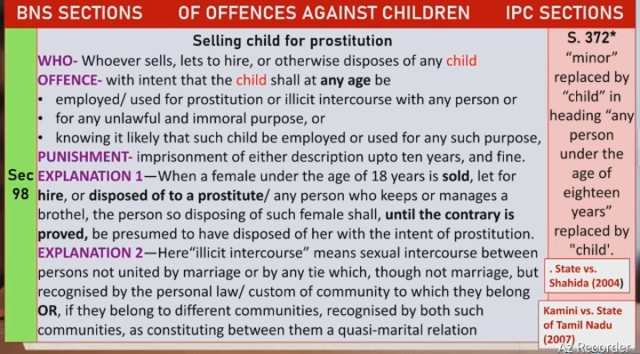 BNS SECTIONS OF OFFENCES AGAINST CHILDREN IPC SECTIONS
Selling child for prostitution
WHO- Whoever sells, lets to hire, or otherwise disposes of any child
OFFENCE- with intent that the child shall at any age be
• employed/ used for prostitution or illicit intercourse with any person or
• for any unlawful and immoral purpose, or
• knowing it likely that such child be employed or used for any such purpose,
PUNISHMENT- imprisonment of either description upto ten years, and fine.
Sec
98
EXPLANATION 1—When a female under the age of 18 years is sold, let for
hire, or disposed of to a prostitute/ any person who keeps or manages a
brothel, the person so disposing of such female shall, until the contrary is
proved, be presumed to have disposed of her with the intent of prostitution.
EXPLANATION 2—Here"illicit intercourse" means sexual intercourse between
persons not united by marriage or by any tie which, though not marriage, but
recognised by the personal law/ custom of community to which they belong
OR, if they belong to different communities, recognised by both such
communities, as constituting between them a quasi-marital relation
S. 372*
“minor”
replaced
by
“child” in
heading “any
person
under the
age of
eighteen
years”
replaced by
"child'.
. State vs.
Shahida (2004)
Kamini vs. State
of Tamil Nadu
(2007)
Az Recorder